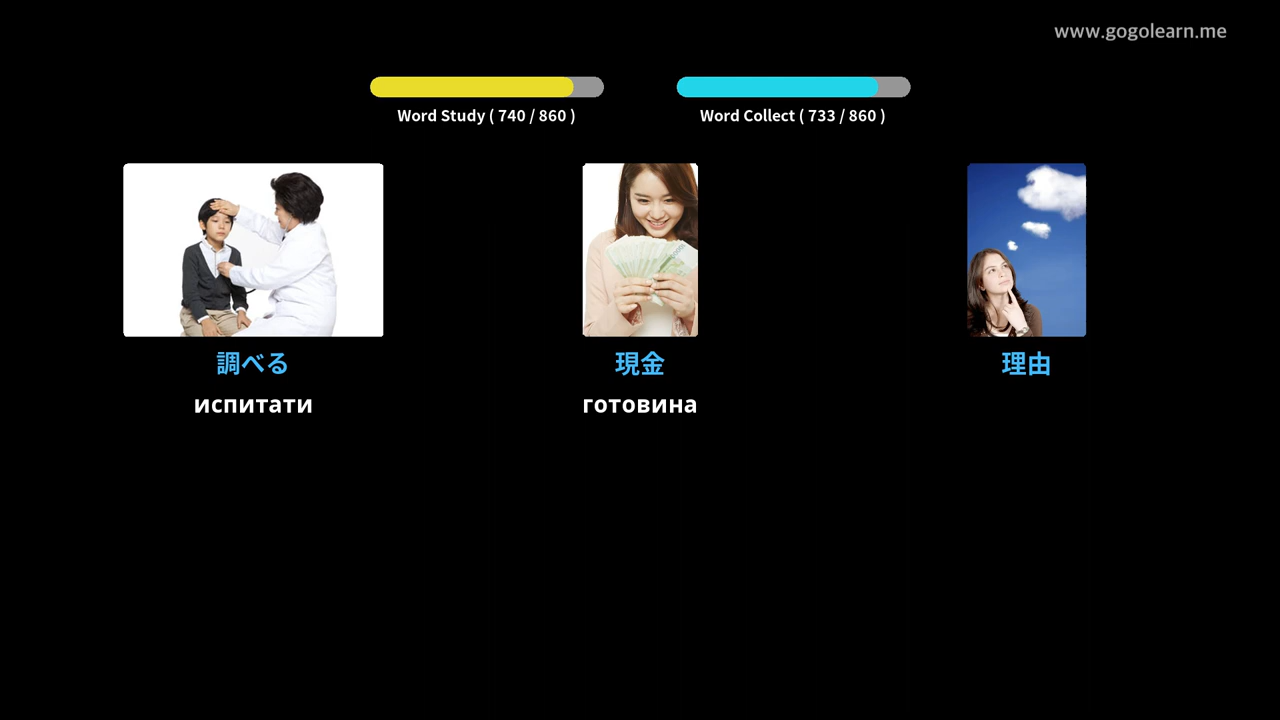 www.gogolearn.me
Word Study ( 740 / 860 )
Word Collect ( 733 / 860 )
調べる
испитати
現金
готовина
理由